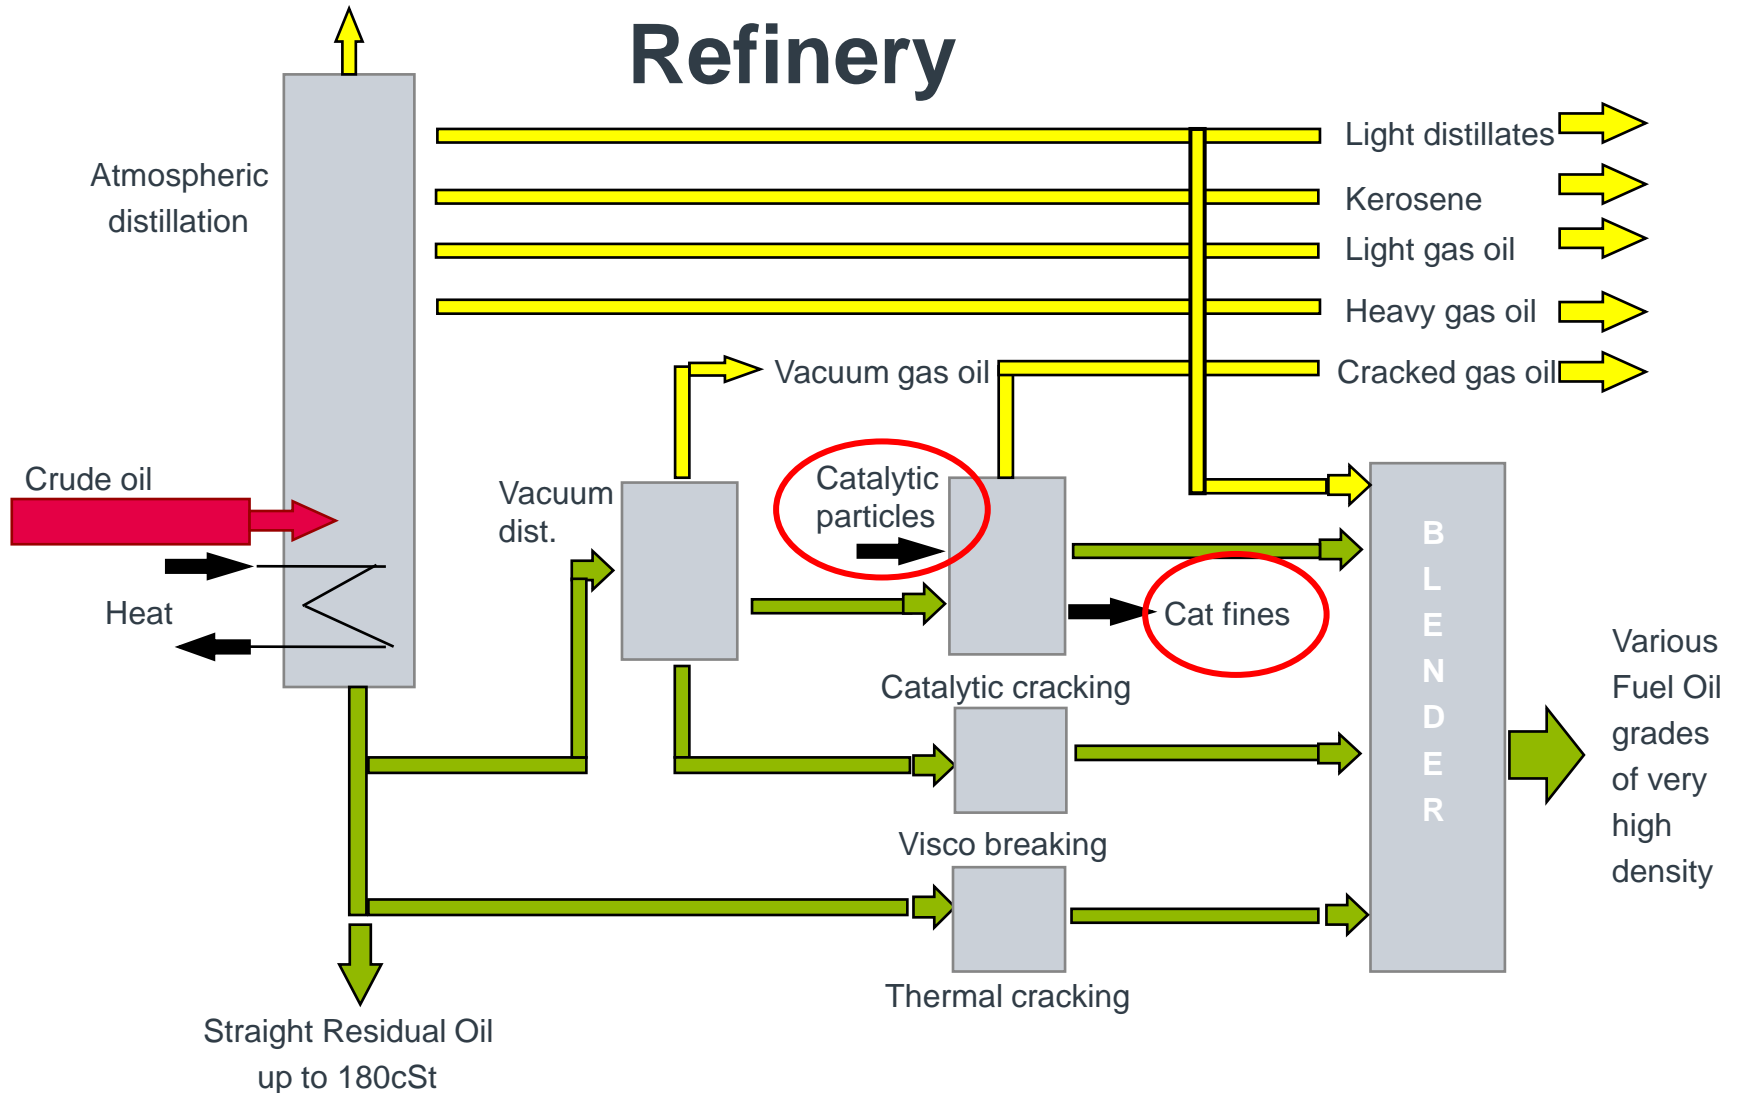 Refinery
Light distillates
Atmospheric
distillation
Kerosene
Light gas oil
Heavy gas oil
Vacuum gas oil
Cracked gas oil
Crude oil
Vacuum
dist.
Catalytic
particles
Heat
Cat fines
Catalytic cracking
Visco breaking
Thermal cracking
B
L
E
N
D
E
R
Various
Fuel Oil
grades
of very
high
density
Straight Residual Oil
up to 180cSt